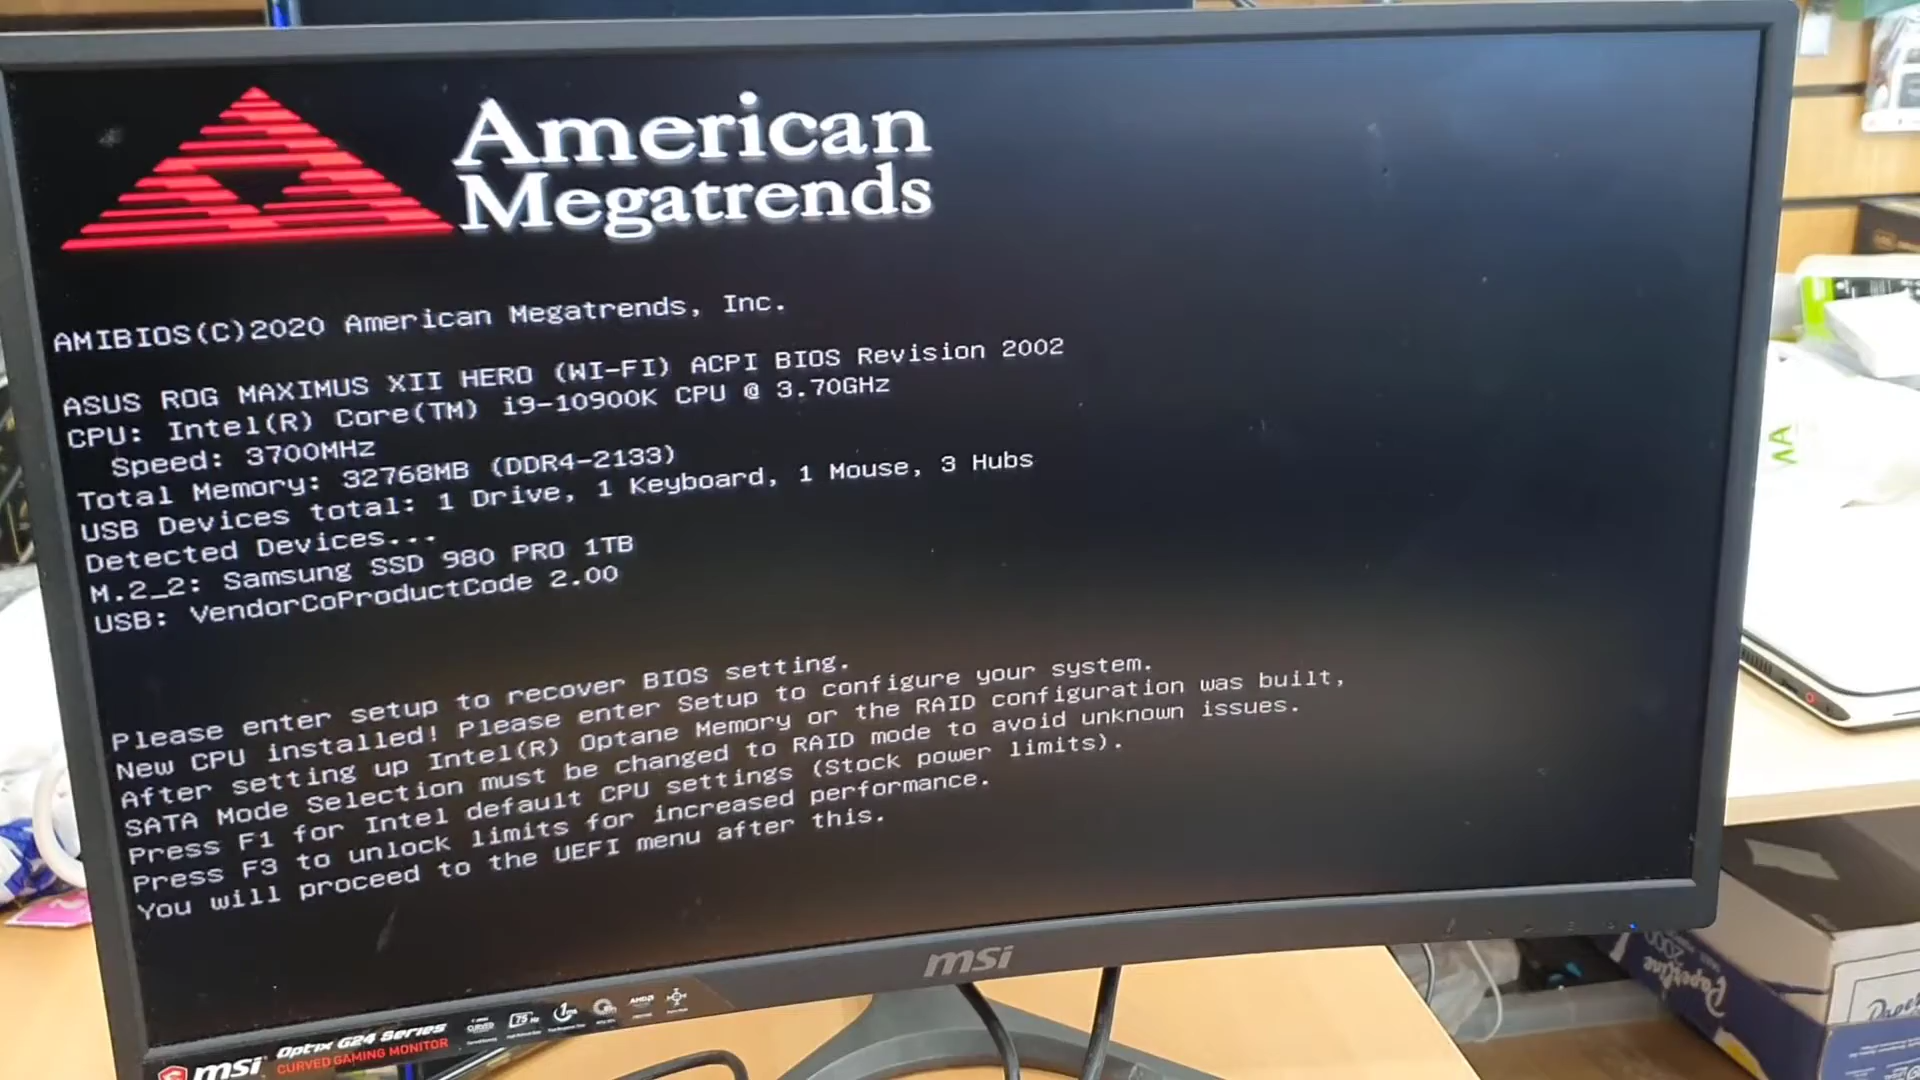 American
Megatrends
AMIBIOS(C)2020 American Megatrends, Inc.
ASUS ROG MAXIMUS XII HERO (WI-FI) ACPI BIOS Revision 2002
CPU: Intel(R) Core(TM) i9-10900K CPU @ 3.70GHz
Speed: 3700MHz
Total Memory: 32768MB (DDR4-2133)
USB Devices total: 1 Drive, 1 Keyboard, 1 Mouse, 3 Hubs
Detected Devices...
M.2_2: Samsung SSD 980 PRO 1TB
USB: VendorCoProductCode 2.00
Please enter setup to recover BIOS setting.
New CPU installed! Please enter Setup to configure your system.
After setting up Intel(R) Optane Memory or the RAID configuration was built,
SATA Mode Selection must be changed to RAID mode to avoid unknown issues.
Press F1 for Intel default CPU settings (Stock power limits).
Press F3 to unlock limits for increased performance.
You will proceed to the UEFI menu after this.
msi
msi Optix G24 Series
CURVED GAMING MONITOR
CURVED
75 Hz
1ms
AMD
Paperline